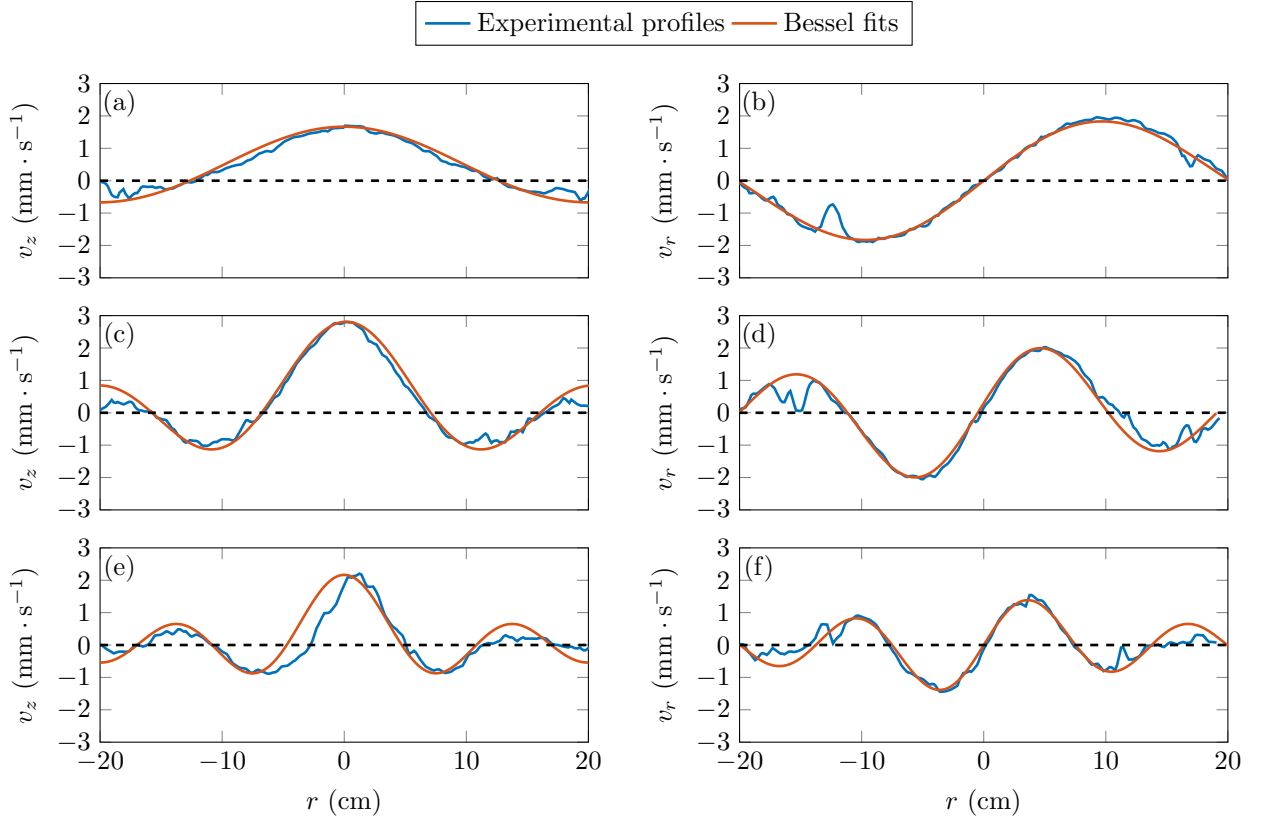 Experimental profiles Bessel fits
(a) (b)
3 2 1 0 −1 −2 −3
v_z (mm · s⁻¹)
3 2 1 0 −1 −2 −3
v_r (mm · s⁻¹)
(c) (d)
3 2 1 0 −1 −2 −3
v_z (mm · s⁻¹)
3 2 1 0 −1 −2 −3
v_r (mm · s⁻¹)
(e) (f)
3 2 1 0 −1 −2 −3
v_z (mm · s⁻¹)
3 2 1 0 −1 −2 −3
v_r (mm · s⁻¹)
−20 −10 0 10 20
r (cm)
−20 −10 0 10 20
r (cm)